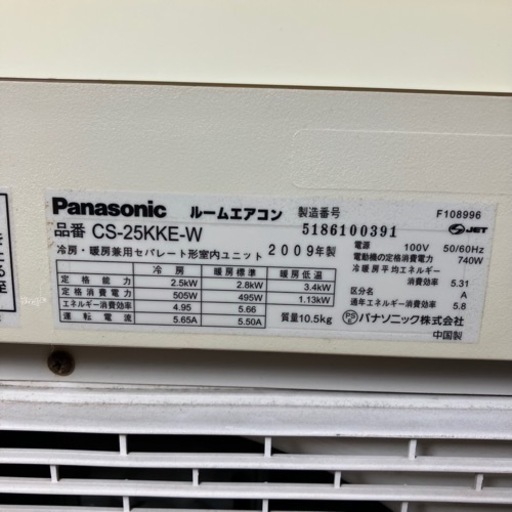 Panasonic ルームエアコン 製造番号 F108996
品番 CS-25KKE-W 5186100391 JET
冷房・暖房兼用セパレート形室内ユニット 2009年製
電源 100V 50/60Hz
電動機の定格消費電力 740W
冷暖房平均エネルギー
消費効率 5.31
区分名 A
通年エネルギー消費効率 5.8
冷房 暖房標準 暖房低温
定格能力 2.5kW 2.8kW 3.4kW
定格消費電力 505W 495W 1.13kW
エネルギー消費効率 4.95 5.66
運転電流 5.65A 5.50A
質量10.5kg
PSE パナソニック株式会社
中国製